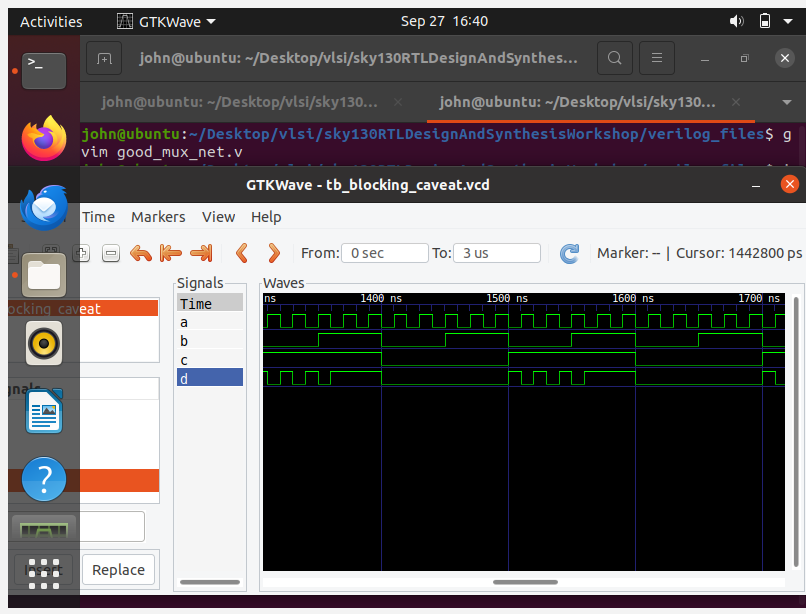 Activities GTKWave Sep 27 16:40
john@ubuntu: ~/Desktop/vlsi/sky130RTLDesignAndSynthes...
john@ubuntu: ~/Desktop/vlsi/sky130... × john@ubuntu: ~/Desktop/vlsi/sky130... ×
john@ubuntu:~/Desktop/vlsi/sky130RTLDesignAndSynthesisWorkshop/verilog_files$ g
vim good_mux_net.v
GTKWave - tb_blocking_caveat.vcd
Time Markers View Help
From: 0 sec To: 3 us Marker: -- | Cursor: 1442800 ps
Signals Waves
Time ns 1400 ns 1500 ns 1600 ns 1700 ns
a
b
c
d
ocking_caveat
gnals
Insert Replace